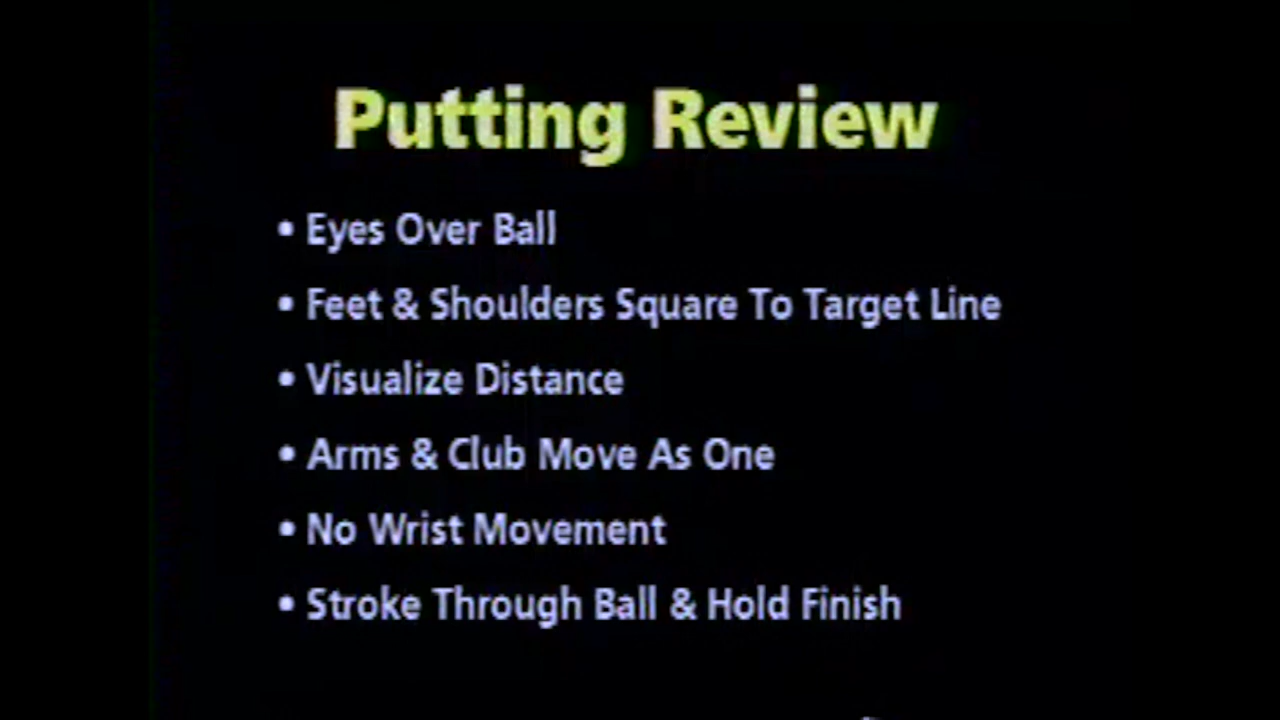 Putting Review
• Eyes Over Ball
• Feet & Shoulders Square To Target Line
• Visualize Distance
• Arms & Club Move As One
• No Wrist Movement
• Stroke Through Ball & Hold Finish